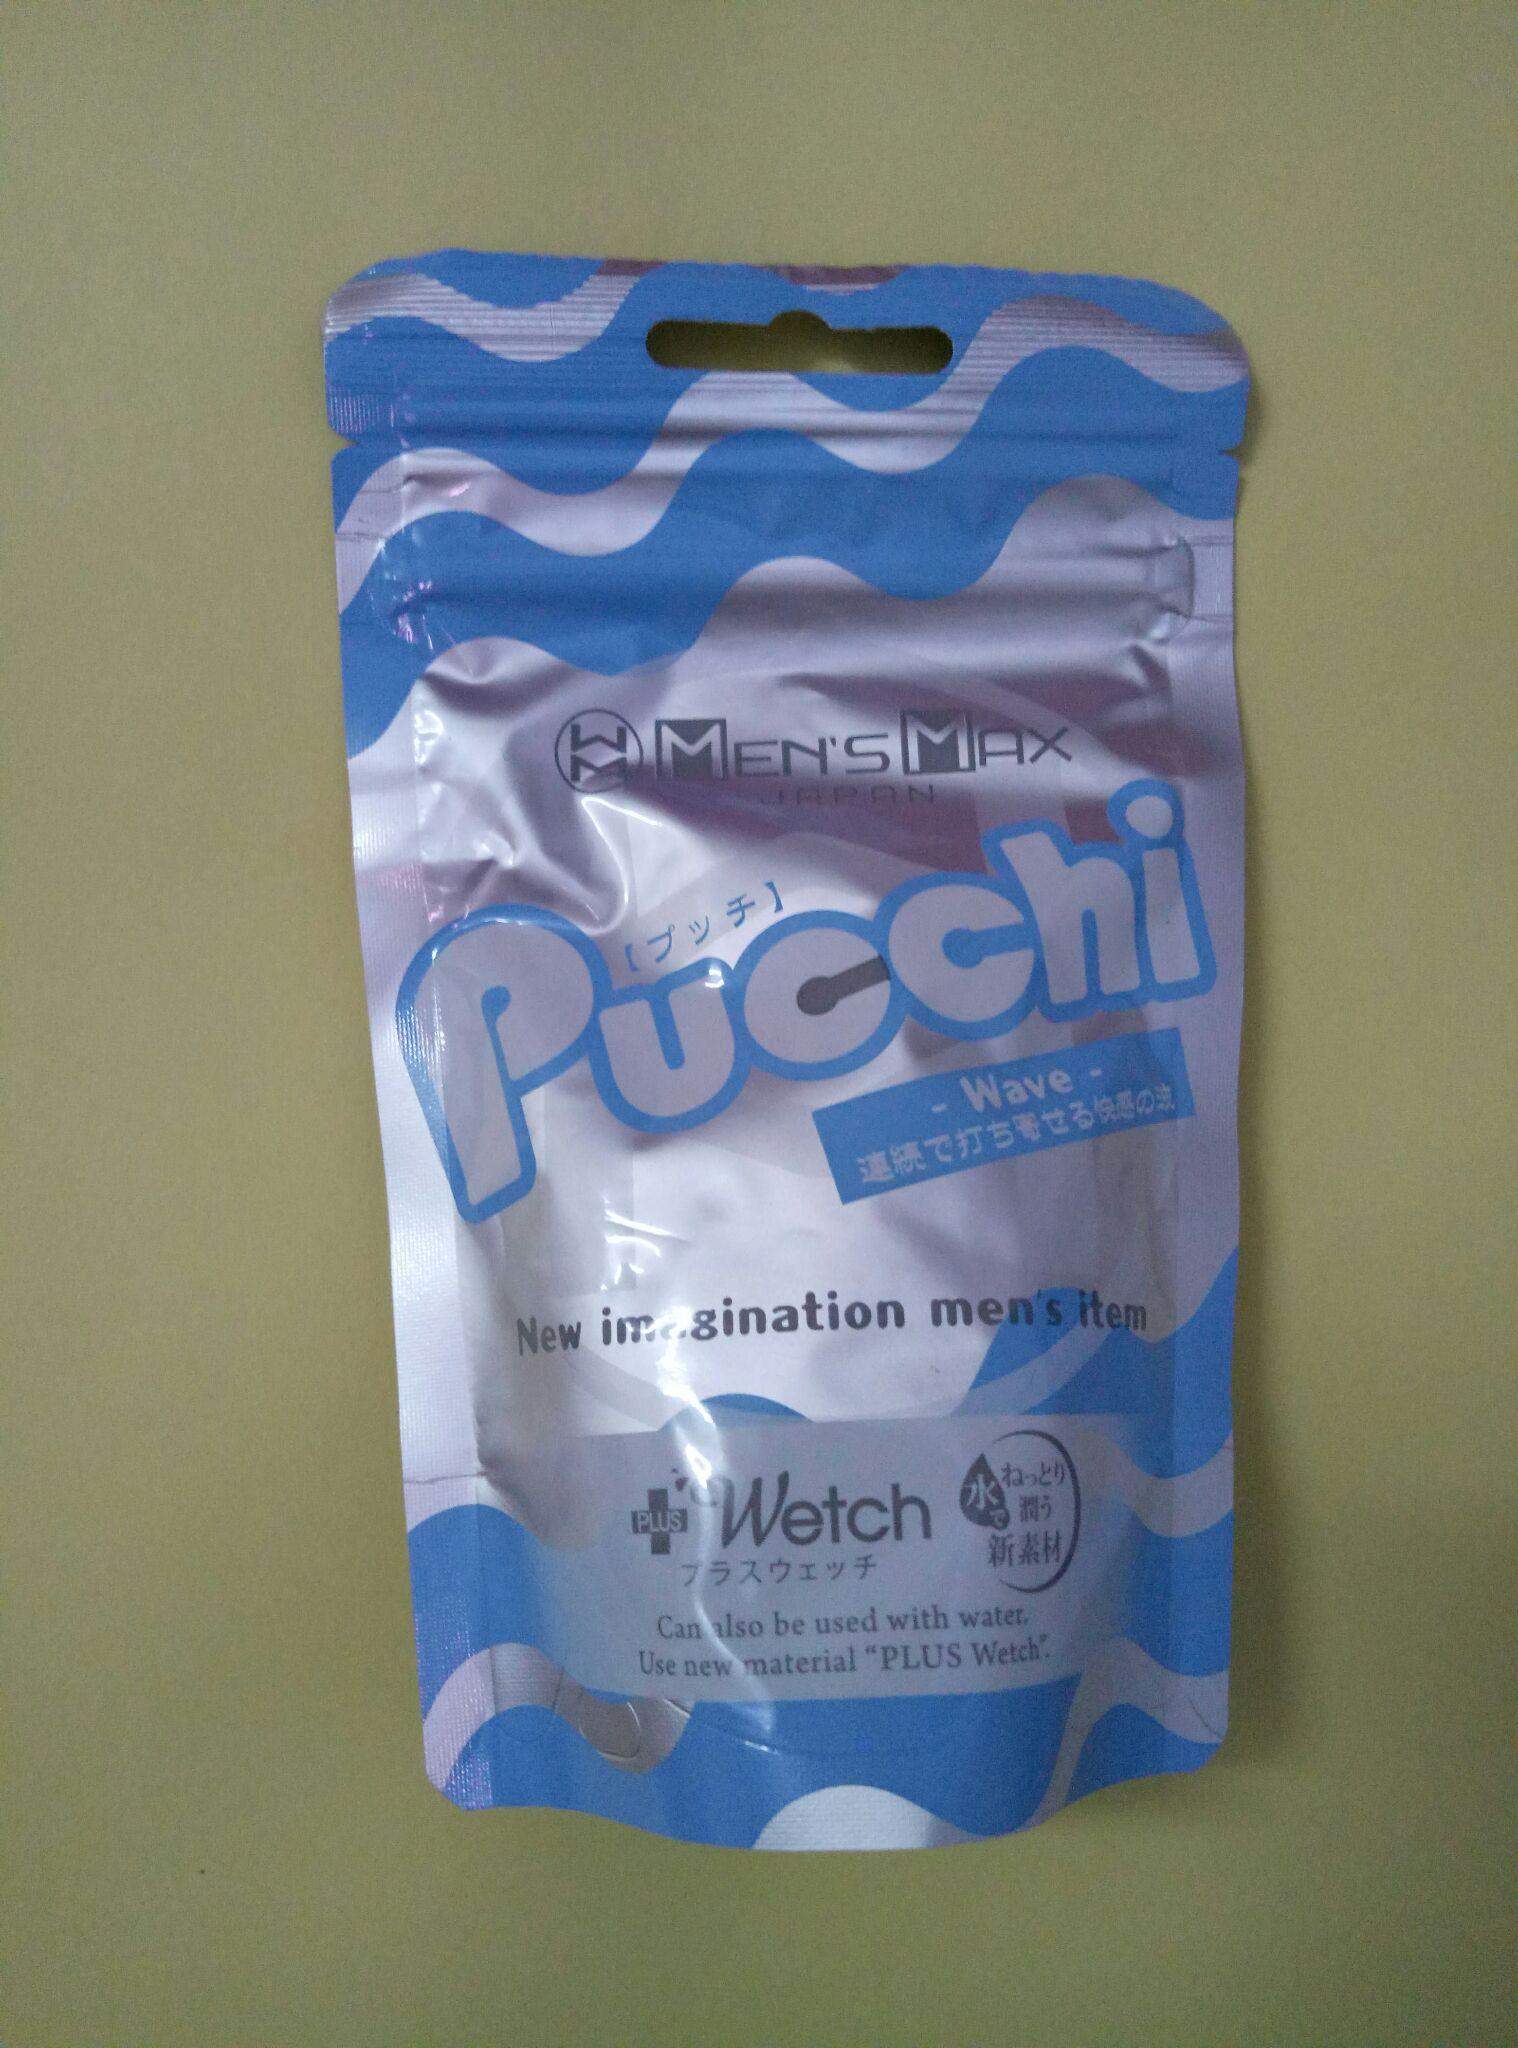 MEN'S MAX
JAPAN
【プッチ】
Pucchi
- Wave -
連続で打ち寄せる快感の波
New imagination men's item
PLUS Wetch
プラスウェッチ
水で
ねっとり
潤う
新素材
Can also be used with water.
Use new material “PLUS Wetch”.